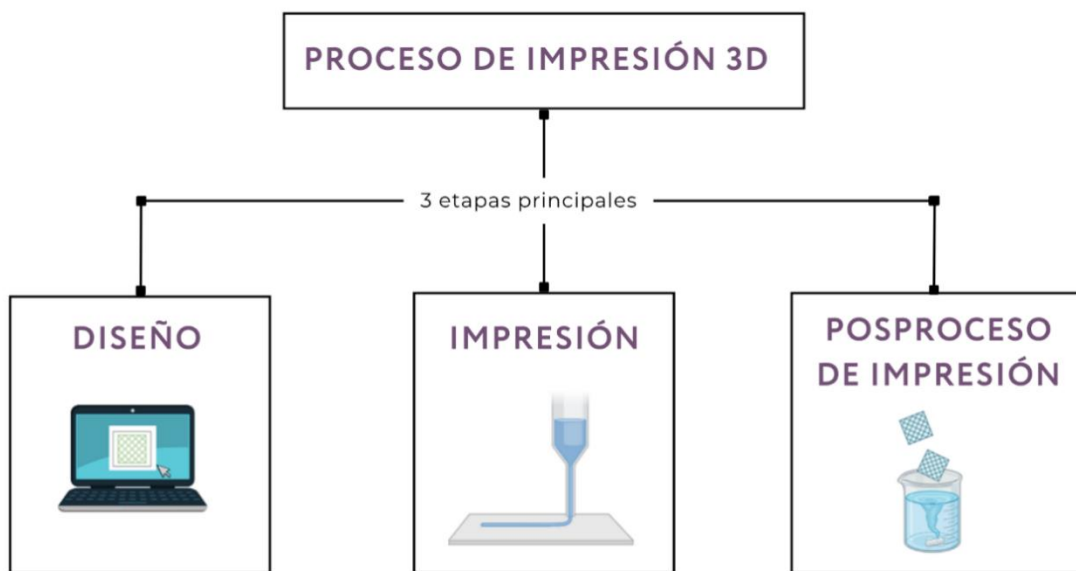 PROCESO DE IMPRESIÓN 3D
3 etapas principales
DISEÑO
IMPRESIÓN
POSPROCESO
DE IMPRESIÓN